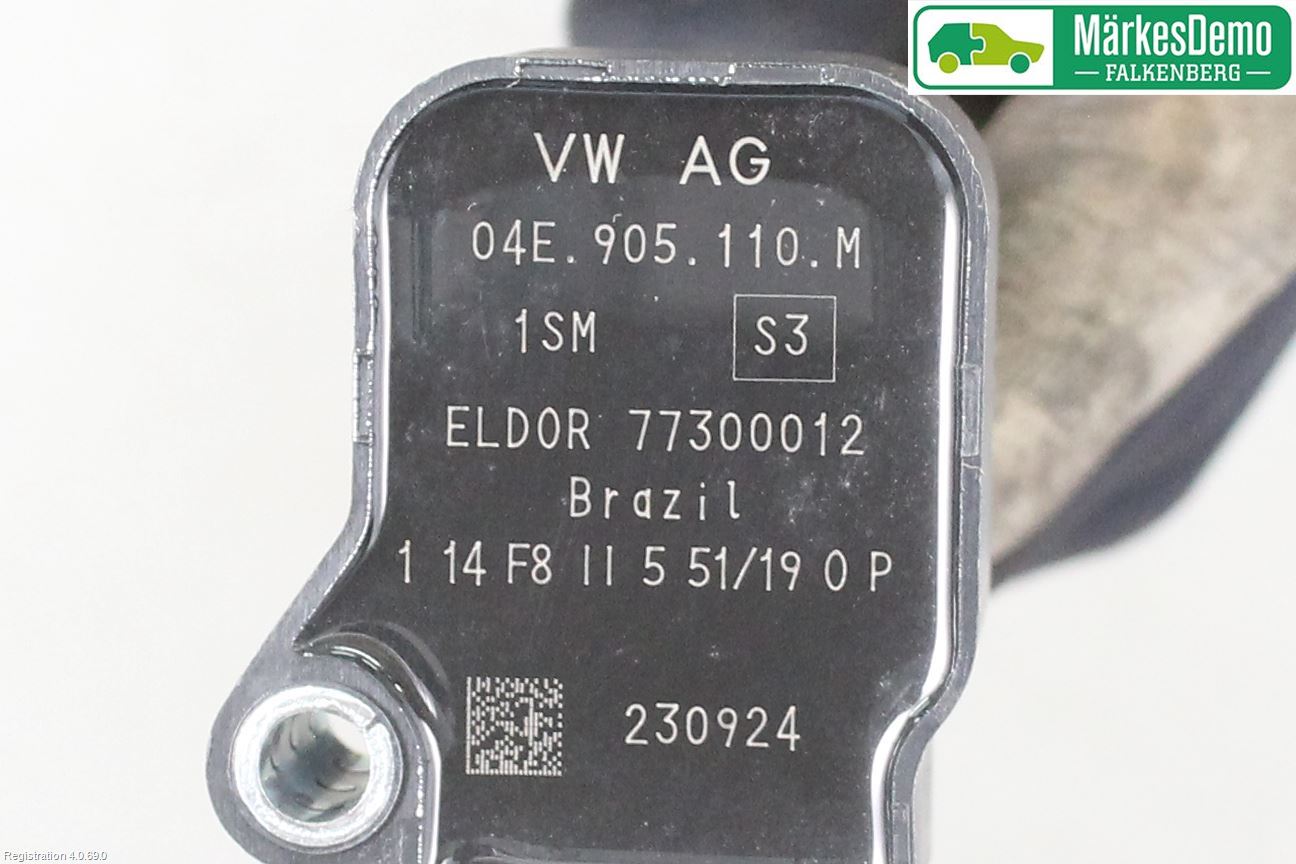 MärkesDemo
FALKENBERG
VW AG
04E.905.110.M
1SM S3
ELDOR 77300012
Brazil
1 14 F8 II 5 51/19 0 P
230924
Registration 4.0.69.0